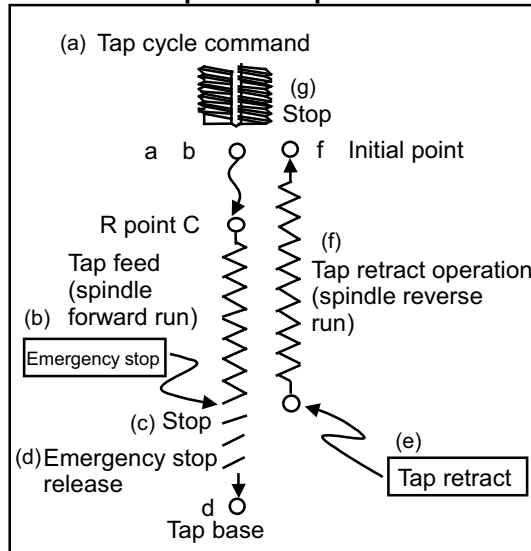 (a) Tap cycle command
(g)
Stop
a b
f Initial point
R point C
Tap feed
(spindle
forward run)
(b)
Emergency stop
(f)
Tap retract operation
(spindle reverse
run)
(c) Stop
(d) Emergency stop
release
(e)
Tap retract
d
Tap base